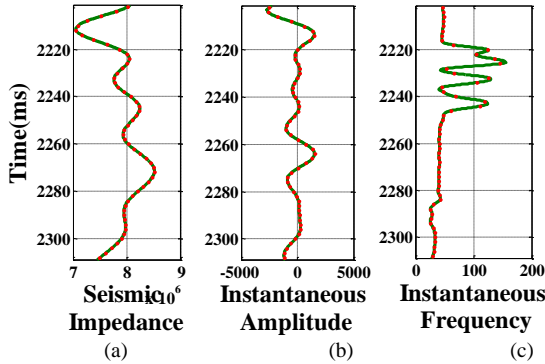 Time(ms)
2220
2240
2260
2280
2300
7 8 9
x 10^6
Seismic
Impedance
(a)
2220
2240
2260
2280
2300
-5000 0 5000
Instantaneous
Amplitude
(b)
2220
2240
2260
2280
2300
0 100 200
Instantaneous
Frequency
(c)